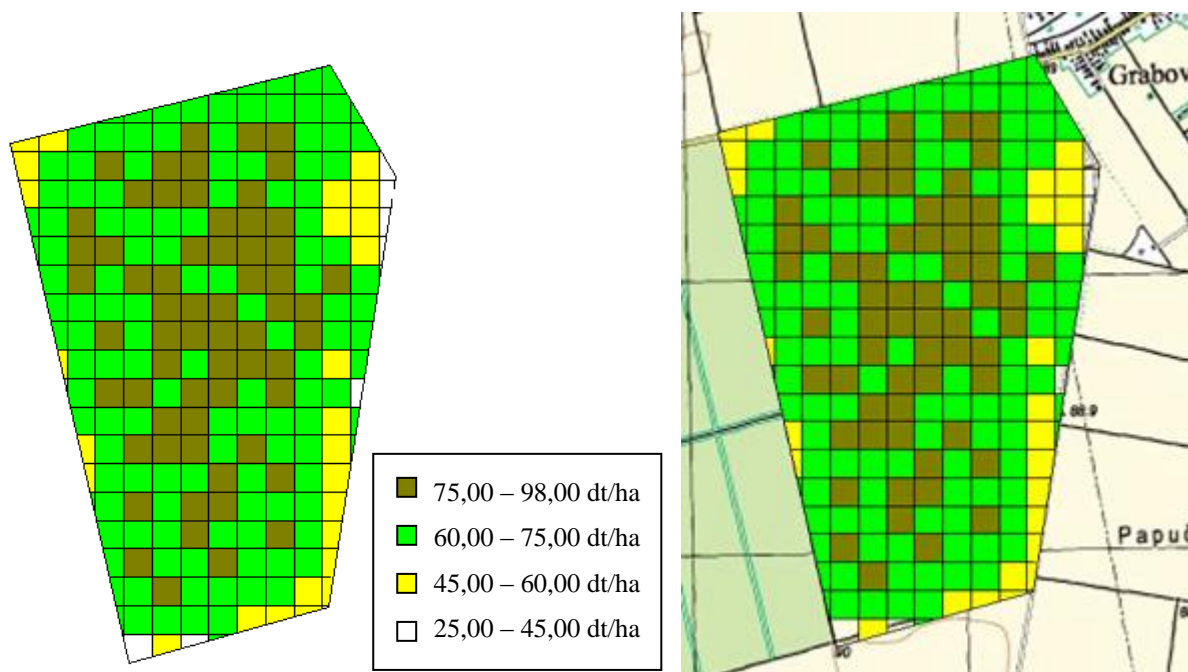 75,00 – 98,00 dt/ha
60,00 – 75,00 dt/ha
45,00 – 60,00 dt/ha
25,00 – 45,00 dt/ha
Grabov
88.9
Papuč
90